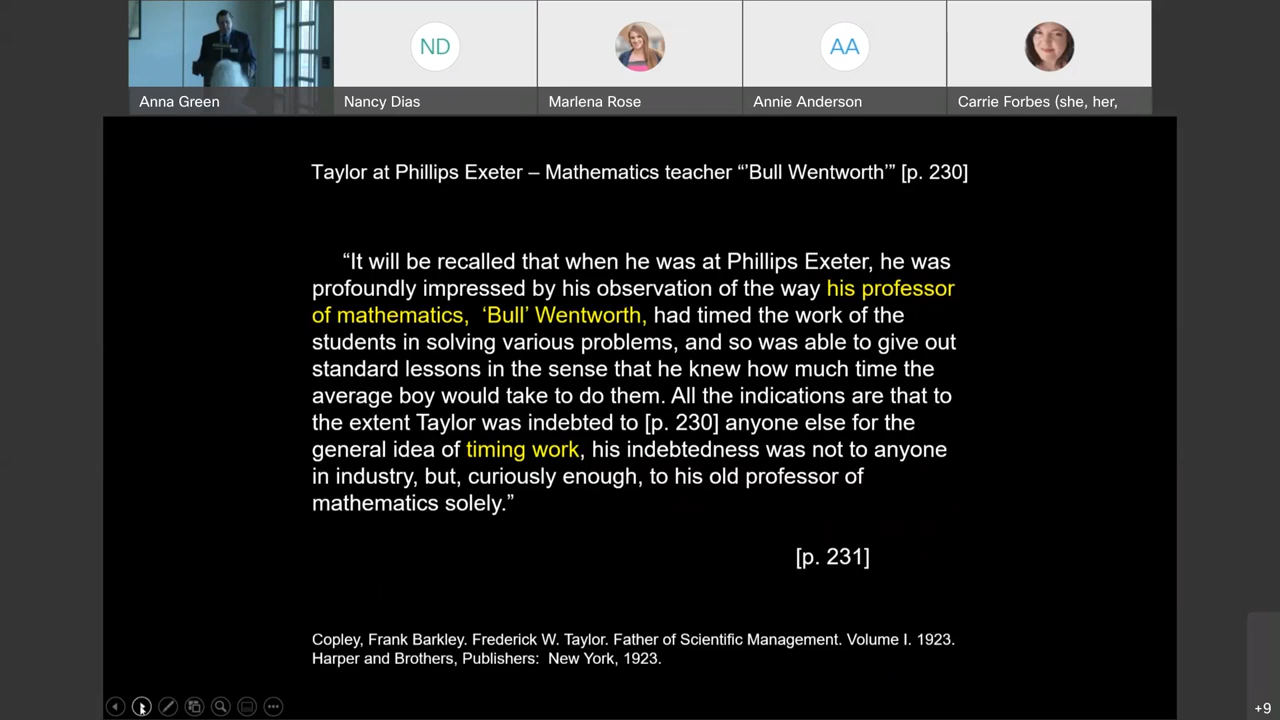 ND
AA
Anna Green
Nancy Dias
Marlena Rose
Annie Anderson
Carrie Forbes (she, her,
Taylor at Phillips Exeter – Mathematics teacher “’Bull Wentworth’” [p. 230]
“It will be recalled that when he was at Phillips Exeter, he was
profoundly impressed by his observation of the way his professor
of mathematics, ‘Bull’ Wentworth, had timed the work of the
students in solving various problems, and so was able to give out
standard lessons in the sense that he knew how much time the
average boy would take to do them. All the indications are that to
the extent Taylor was indebted to [p. 230] anyone else for the
general idea of timing work, his indebtedness was not to anyone
in industry, but, curiously enough, to his old professor of
mathematics solely.”
[p. 231]
Copley, Frank Barkley. Frederick W. Taylor. Father of Scientific Management. Volume I. 1923.
Harper and Brothers, Publishers: New York, 1923.
+9